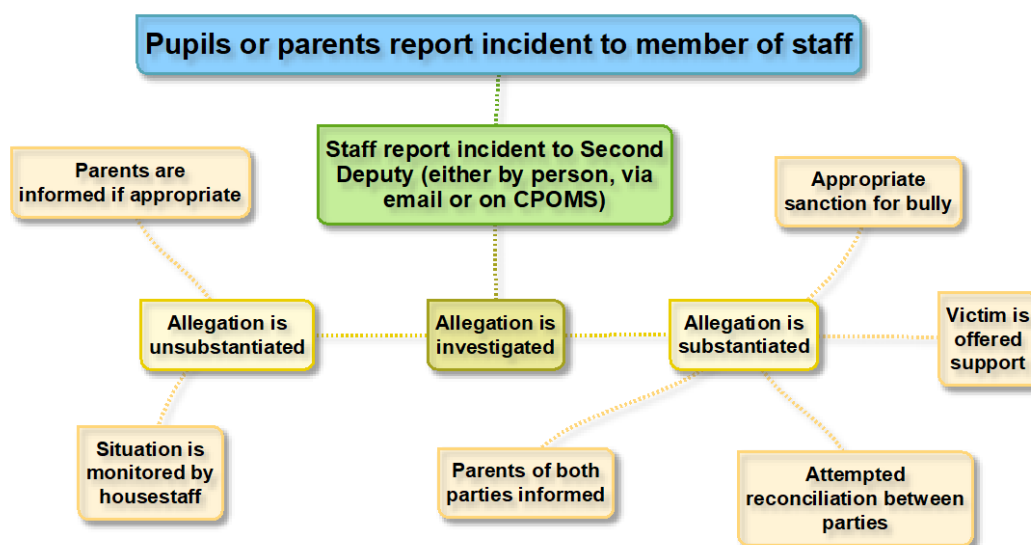 Pupils or parents report incident to member of staff
Staff report incident to Second
Deputy (either by person, via
email or on CPOMS)
Parents are
informed if appropriate
Appropriate
sanction for bully
Allegation is
unsubstantiated
Allegation is
investigated
Allegation is
substantiated
Victim is
offered
support
Situation is
monitored by
housestaff
Parents of both
parties informed
Attempted
reconciliation between
parties